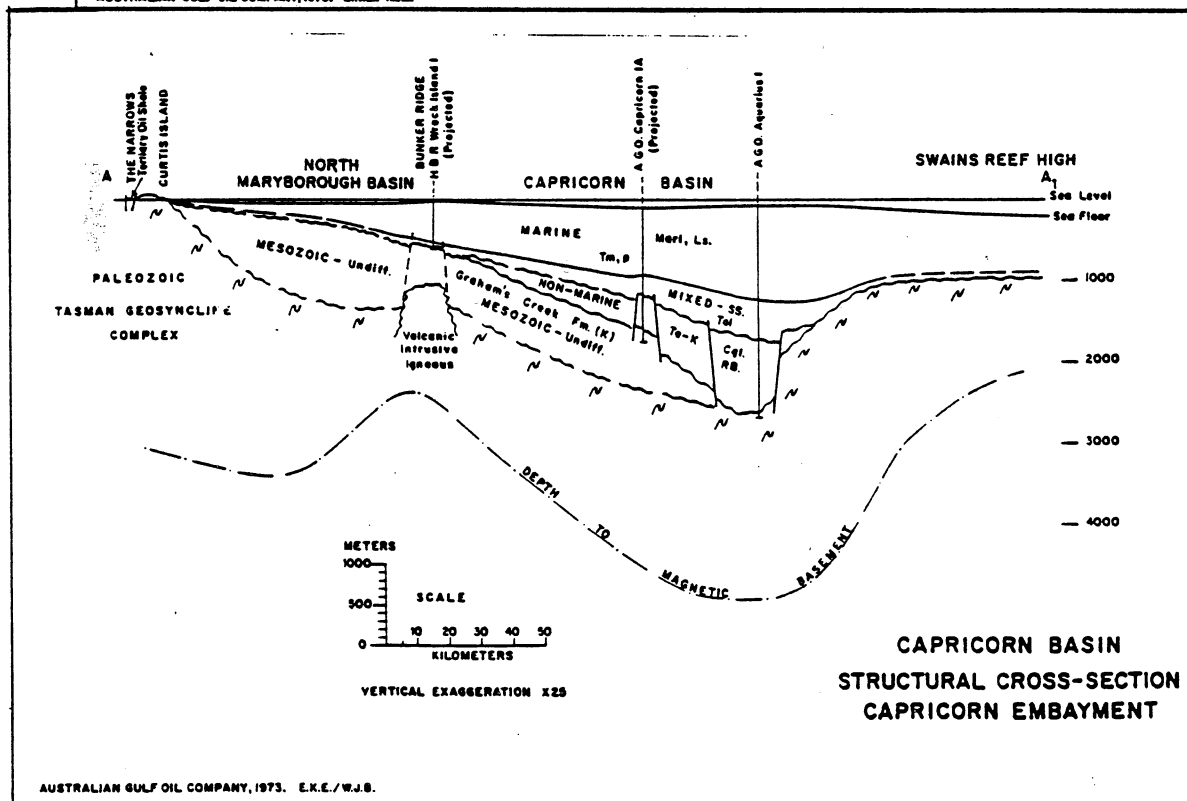 THE NARROWS
Tertiary Oil Shale
CURTIS ISLAND
BUNKER RIDGE
H B R Wreck Island 1
(Projected)
A.G.O. Capricorn 1A
(Projected)
A.G.O. Aquarius 1
A
NORTH
MARYBOROUGH BASIN
CAPRICORN BASIN
SWAINS REEF HIGH
A1
Sea Level
Sea Floor
MARINE
Marl, Ls.
Tm, p
MESOZOIC - Undiff.
NON-MARINE
MIXED - SS.
Tol
Graham's Creek Fm. (K)
MESOZOIC - Undiff.
Te-K
Cgl.
RB.
PALEOZOIC
TASMAN GEOSYNCLINE
COMPLEX
Volcanic
Intrusive
Igneous
1000
2000
3000
4000
DEPTH TO MAGNETIC BASEMENT
METERS
1000
500
0
SCALE
10 20 30 40 50
KILOMETERS
VERTICAL EXAGGERATION X25
CAPRICORN BASIN
STRUCTURAL CROSS-SECTION
CAPRICORN EMBAYMENT
AUSTRALIAN GULF OIL COMPANY, 1973. E.K.E./W.J.B.